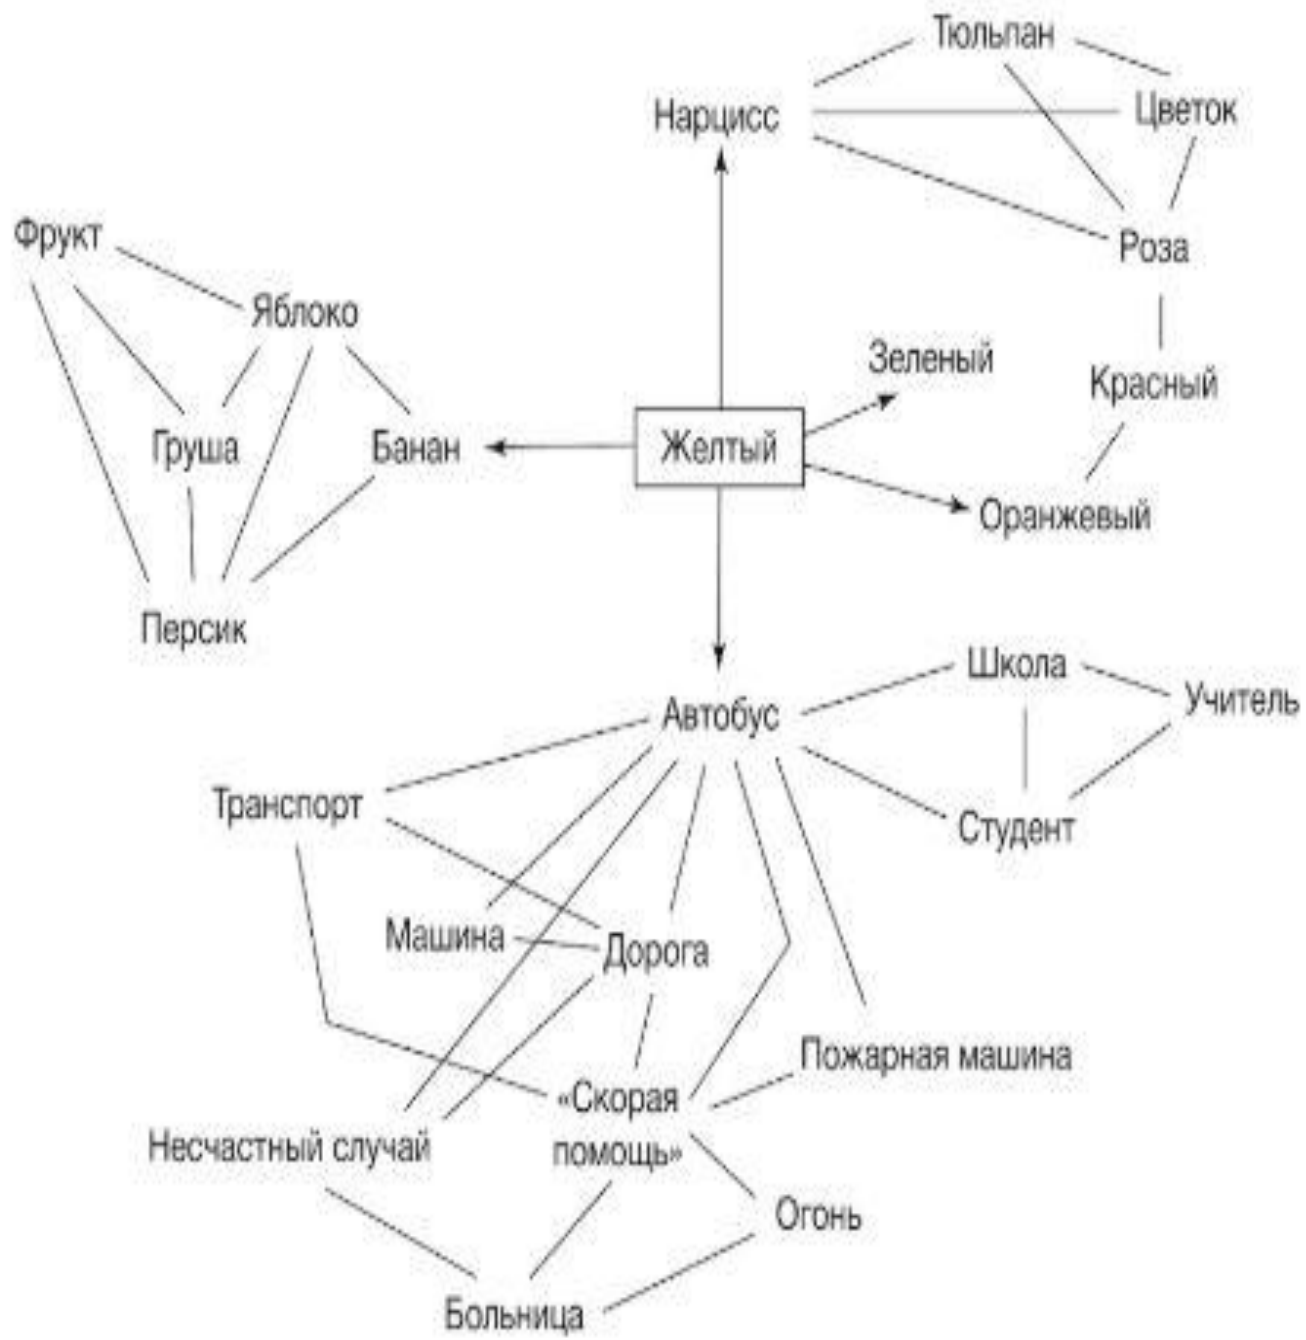 Тюльпан
Нарцисс
Цветок
Фрукт
Роза
Яблоко
Зеленый
Красный
Груша
Банан
Желтый
Оранжевый
Персик
Школа
Учитель
Автобус
Транспорт
Студент
Машина
Дорога
Пожарная машина
«Скорая
помощь»
Несчастный случай
Огонь
Больница